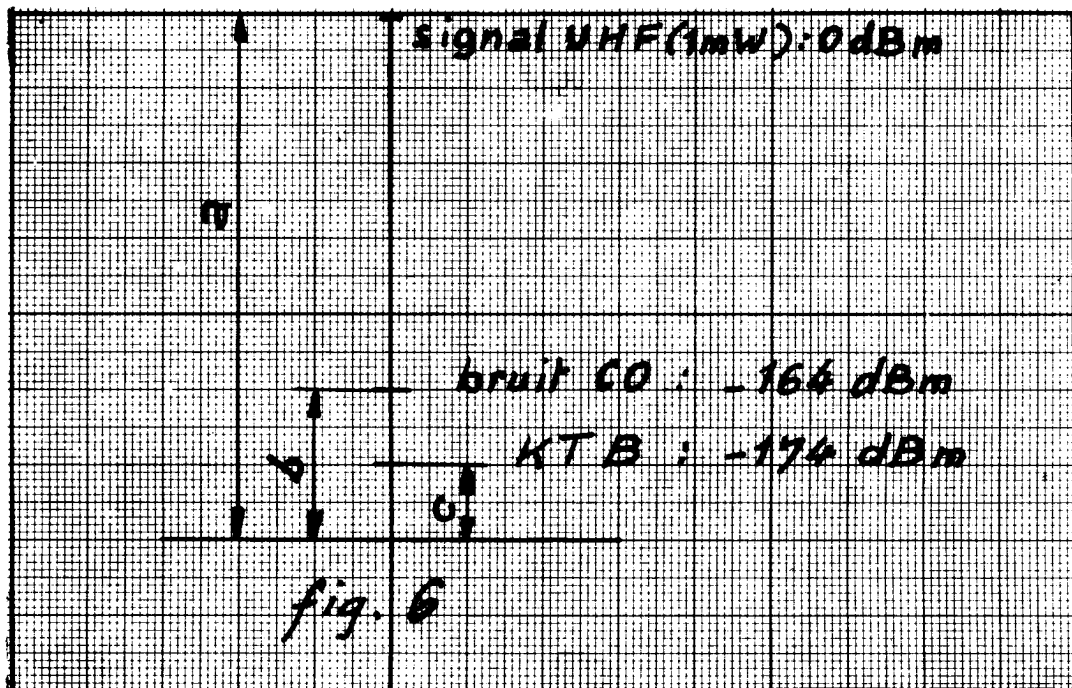 signal UHF(1mW):0dBm
a
bruit CO : -164 dBm
KTB : -174 dBm
b
c
fig. 6